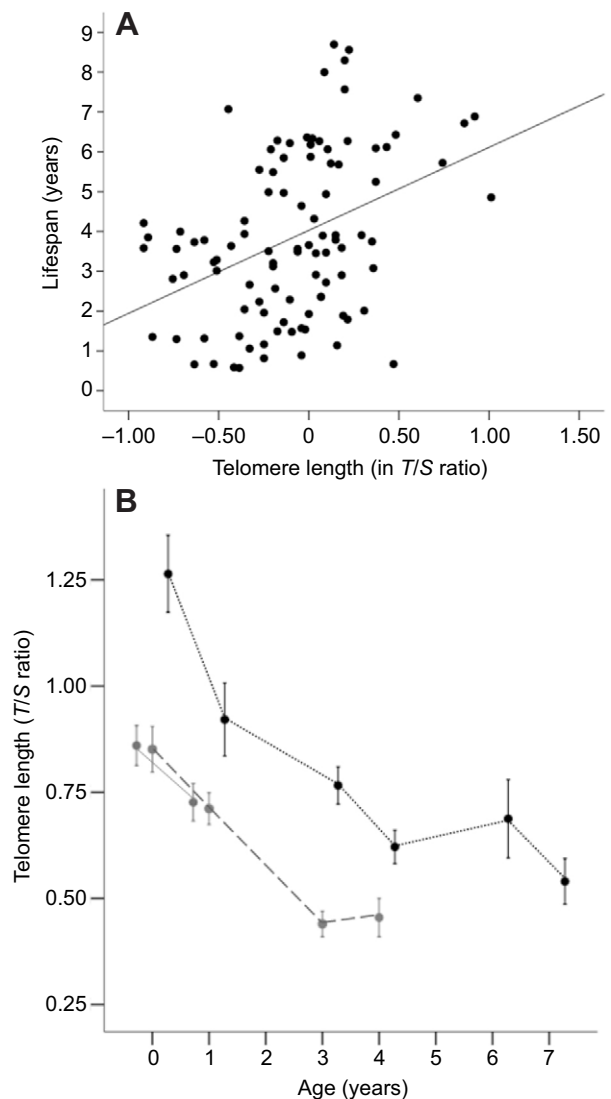 A
9
8
7
6
5
4
3
2
1
0
Lifespan (years)
–1.00 –0.50 0 0.50 1.00 1.50
Telomere length (in T/S ratio)
B
1.25
1.00
0.75
0.50
0.25
Telomere length (T/S ratio)
0 1 2 3 4 5 6 7
Age (years)